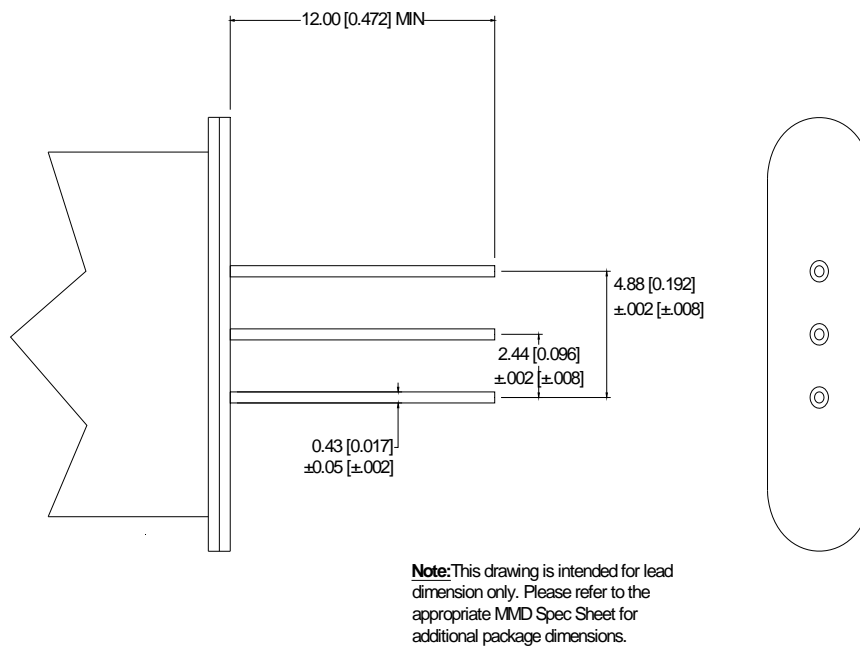 12.00 [0.472] MIN
4.88 [0.192]
±.002 [±.008]
2.44 [0.096]
±.002 [±.008]
0.43 [0.017]
±0.05 [±.002]
Note:This drawing is intended for lead
dimension only. Please refer to the
appropriate MMD Spec Sheet for
additional package dimensions.